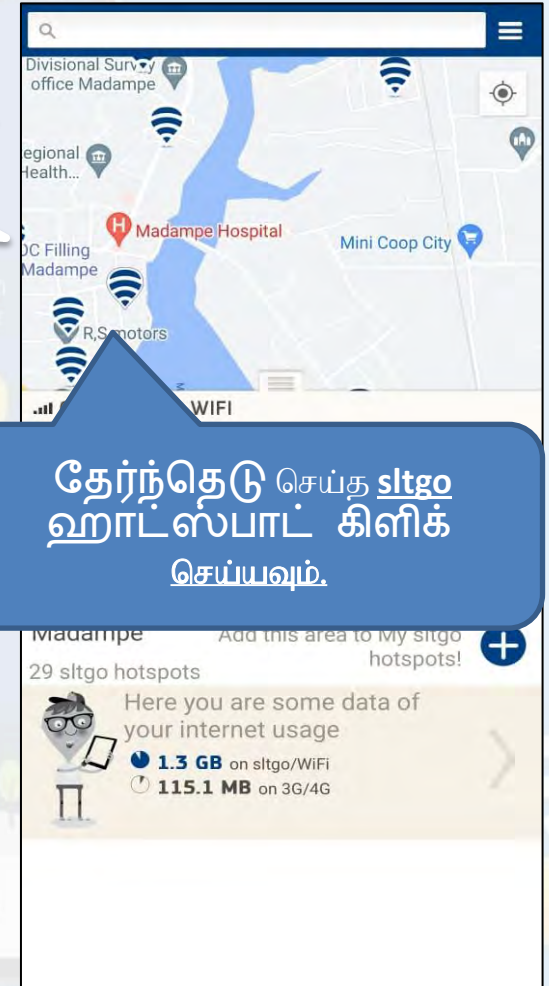 Divisional Survey
office Madampe
egional
Health...
Madampe Hospital
Mini Coop City
OC Filling
Madampe
R,S motors
WIFI
தேர்ந்தெடு செய்த sltgo
ஹாட்ஸ்பாட் கிளிக்
செய்யவும்.
Madampe
Add this area to My sltgo
hotspots!
29 sltgo hotspots
Here you are some data of
your internet usage
1.3 GB on sltgo/WiFi
115.1 MB on 3G/4G